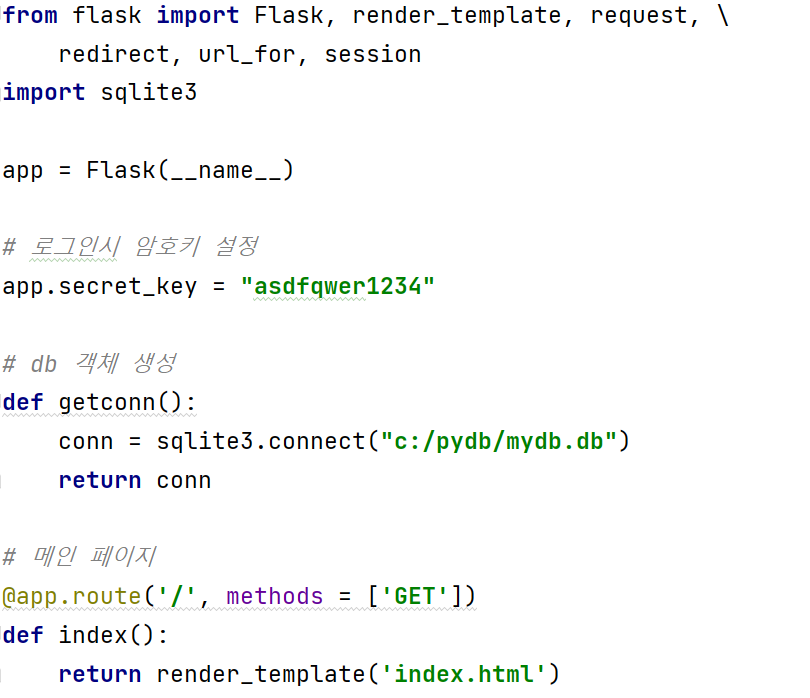 from flask import Flask, render_template, request, \
    redirect, url_for, session
import sqlite3
app = Flask(__name__)
# 로그인시 암호키 설정
app.secret_key = "asdfqwer1234"
# db 객체 생성
def getconn():
    conn = sqlite3.connect("c:/pydb/mydb.db")
    return conn
# 메인 페이지
@app.route('/', methods = ['GET'])
def index():
    return render_template('index.html')